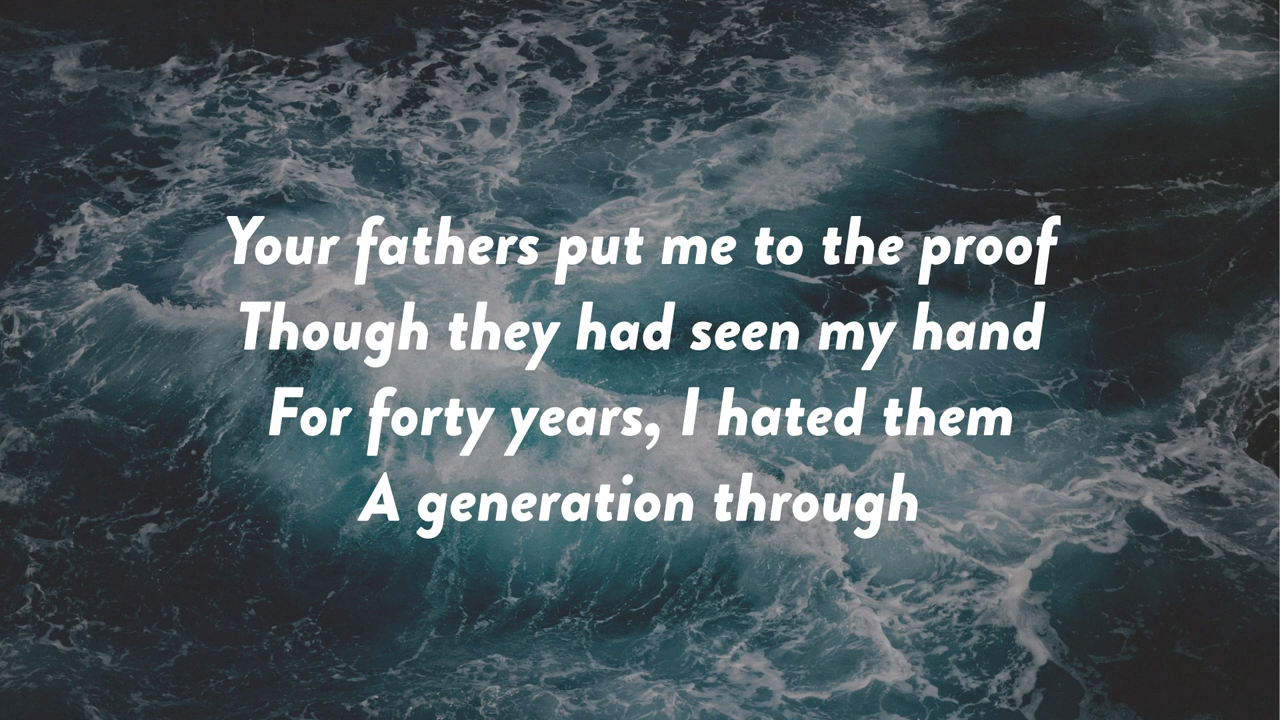 Your fathers put me to the proof
Though they had seen my hand
For forty years, I hated them
A generation through